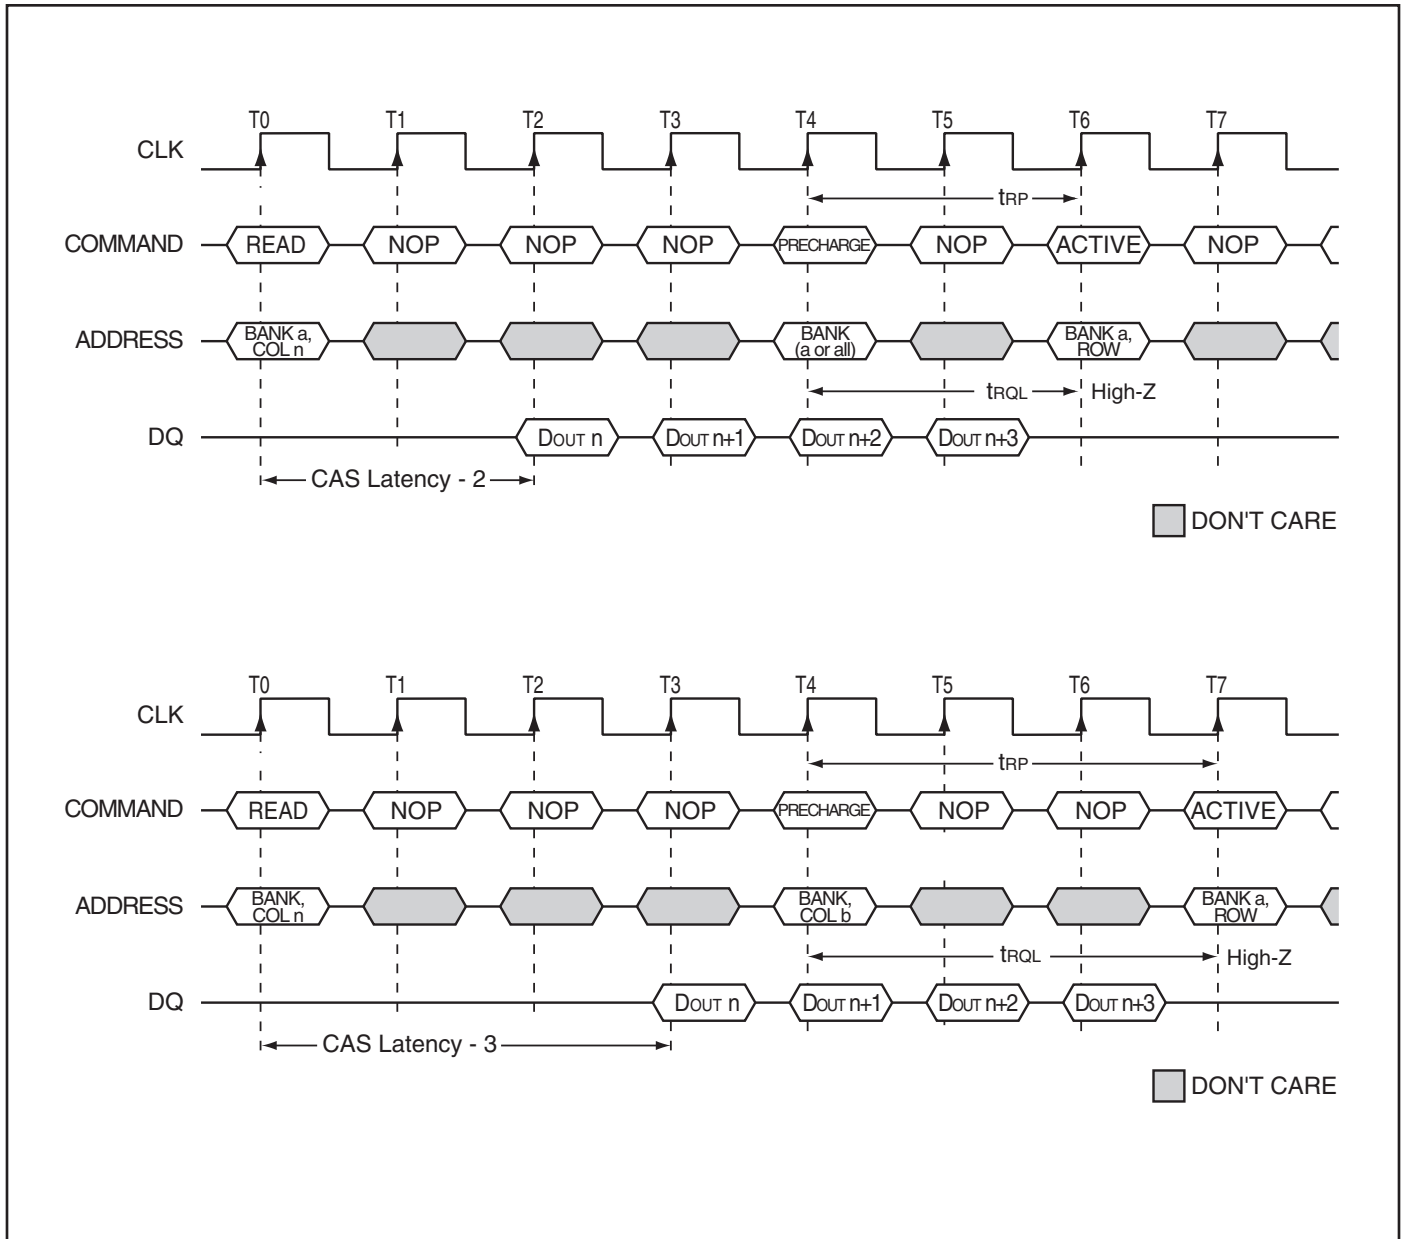 T0 T1 T2 T3 T4 T5 T6 T7
CLK
tRP
COMMAND READ NOP NOP NOP PRECHARGE NOP ACTIVE NOP
ADDRESS BANK a, COL n BANK (a or all) BANK a, ROW
tRQL High-Z
DQ DOUT n DOUT n+1 DOUT n+2 DOUT n+3
CAS Latency - 2
DON'T CARE
T0 T1 T2 T3 T4 T5 T6 T7
CLK
tRP
COMMAND READ NOP NOP NOP PRECHARGE NOP NOP ACTIVE
ADDRESS BANK, COL n BANK, COL b BANK a, ROW
tRQL High-Z
DQ DOUT n DOUT n+1 DOUT n+2 DOUT n+3
CAS Latency - 3
DON'T CARE